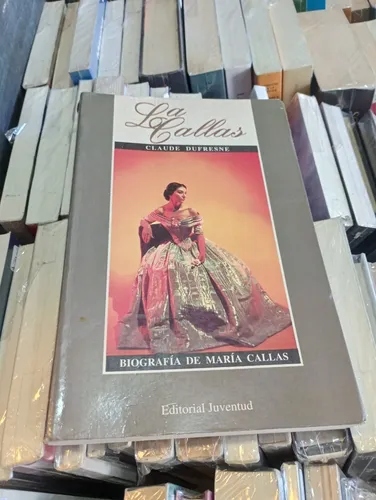 La
Callas
CLAUDE DUFRESNE
BIOGRAFÍA DE MARÍA CALLAS
Editorial Juventud